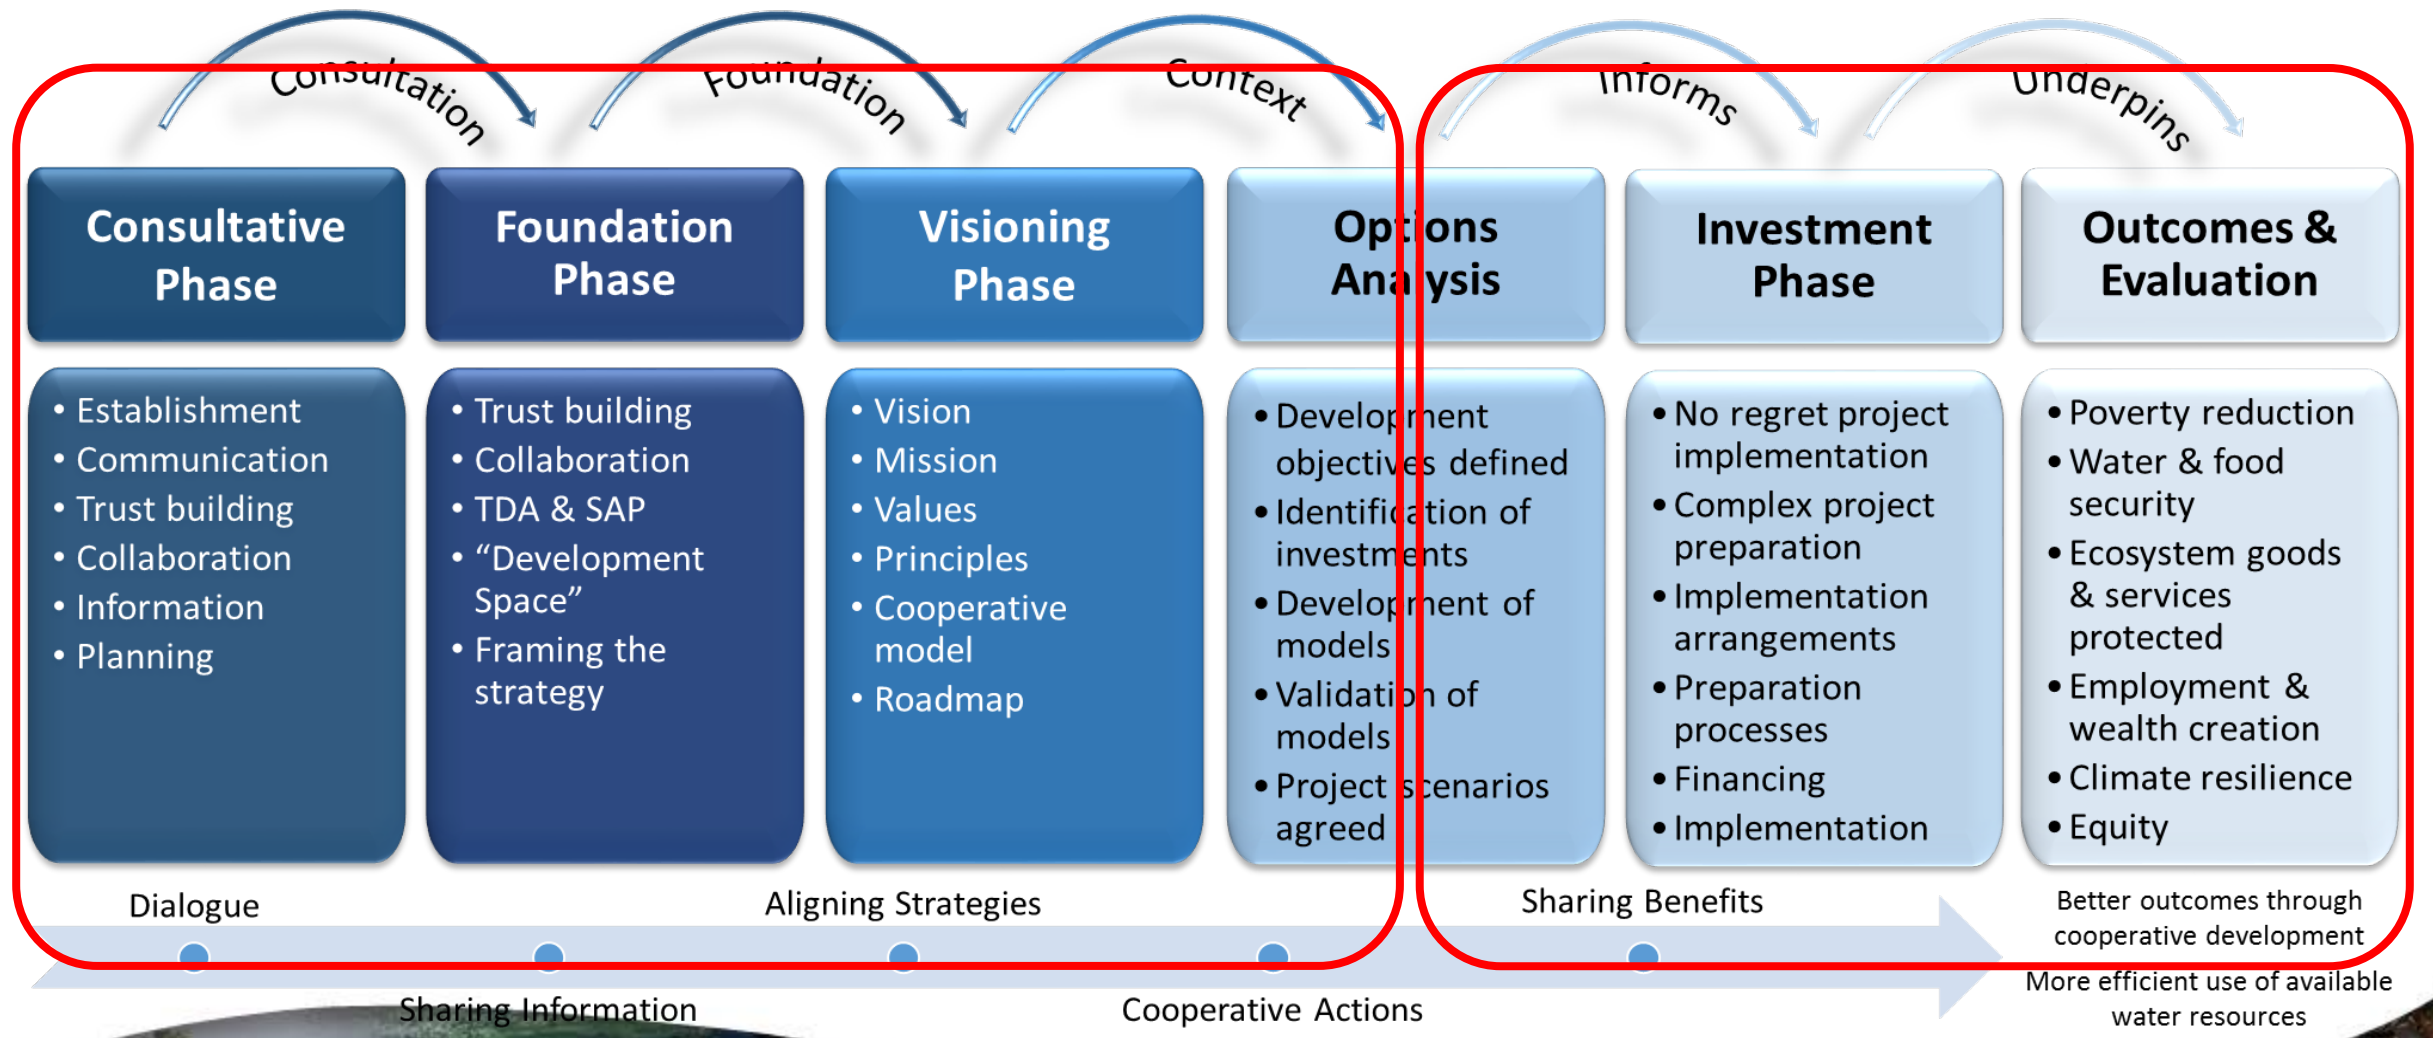 Consultation
Foundation
Context
Informs
Underpins
Consultative
Phase
• Establishment
• Communication
• Trust building
• Collaboration
• Information
• Planning
Foundation
Phase
• Trust building
• Collaboration
• TDA & SAP
• “Development
Space”
• Framing the
strategy
Visioning
Phase
• Vision
• Mission
• Values
• Principles
• Cooperative
model
• Roadmap
Options
Analysis
• Development
objectives defined
• Identification of
investments
• Development of
models
• Validation of
models
• Project scenarios
agreed
Investment
Phase
• No regret project
implementation
• Complex project
preparation
• Implementation
arrangements
• Preparation
processes
• Financing
• Implementation
Outcomes &
Evaluation
• Poverty reduction
• Water & food
security
• Ecosystem goods
& services
protected
• Employment &
wealth creation
• Climate resilience
• Equity
Dialogue
Sharing Information
Aligning Strategies
Cooperative Actions
Sharing Benefits
Better outcomes through
cooperative development
More efficient use of available
water resources